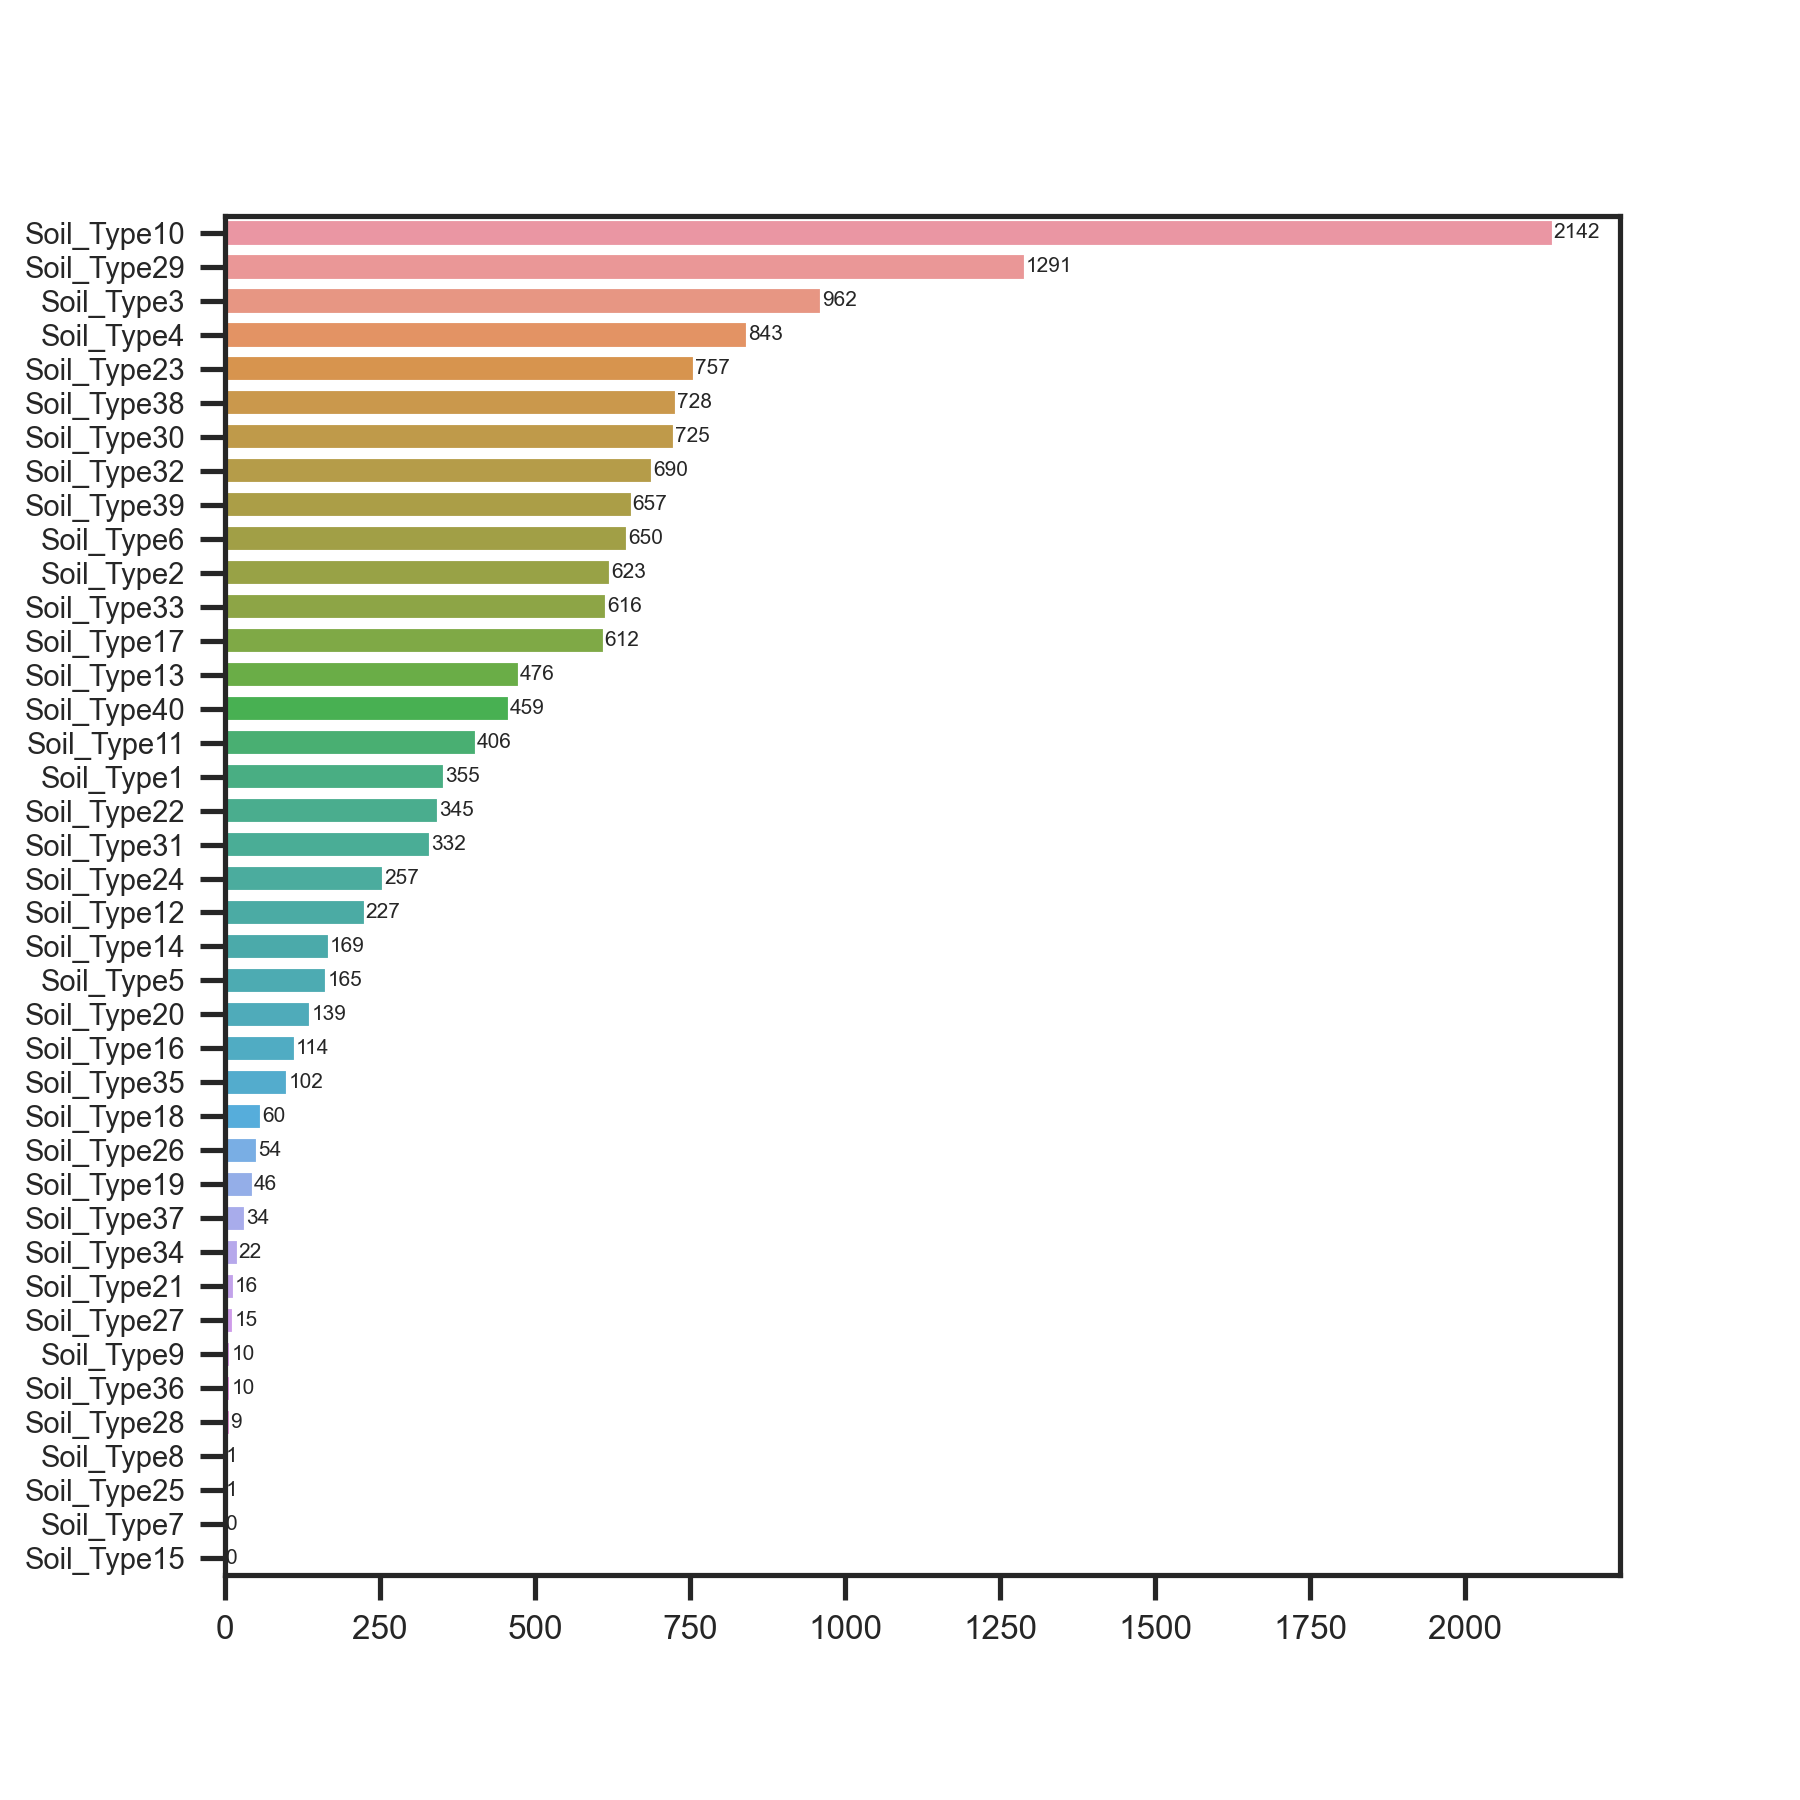 Soil_Type10 2142
Soil_Type29 1291
Soil_Type3 962
Soil_Type4 843
Soil_Type23 757
Soil_Type38 728
Soil_Type30 725
Soil_Type32 690
Soil_Type39 657
Soil_Type6 650
Soil_Type2 623
Soil_Type33 616
Soil_Type17 612
Soil_Type13 476
Soil_Type40 459
Soil_Type11 406
Soil_Type1 355
Soil_Type22 345
Soil_Type31 332
Soil_Type24 257
Soil_Type12 227
Soil_Type14 169
Soil_Type5 165
Soil_Type20 139
Soil_Type16 114
Soil_Type35 102
Soil_Type18 60
Soil_Type26 54
Soil_Type19 46
Soil_Type37 34
Soil_Type34 22
Soil_Type21 16
Soil_Type27 15
Soil_Type9 10
Soil_Type36 10
Soil_Type28 9
Soil_Type8 1
Soil_Type25 1
Soil_Type7 0
Soil_Type15 0
0 250 500 750 1000 1250 1500 1750 2000